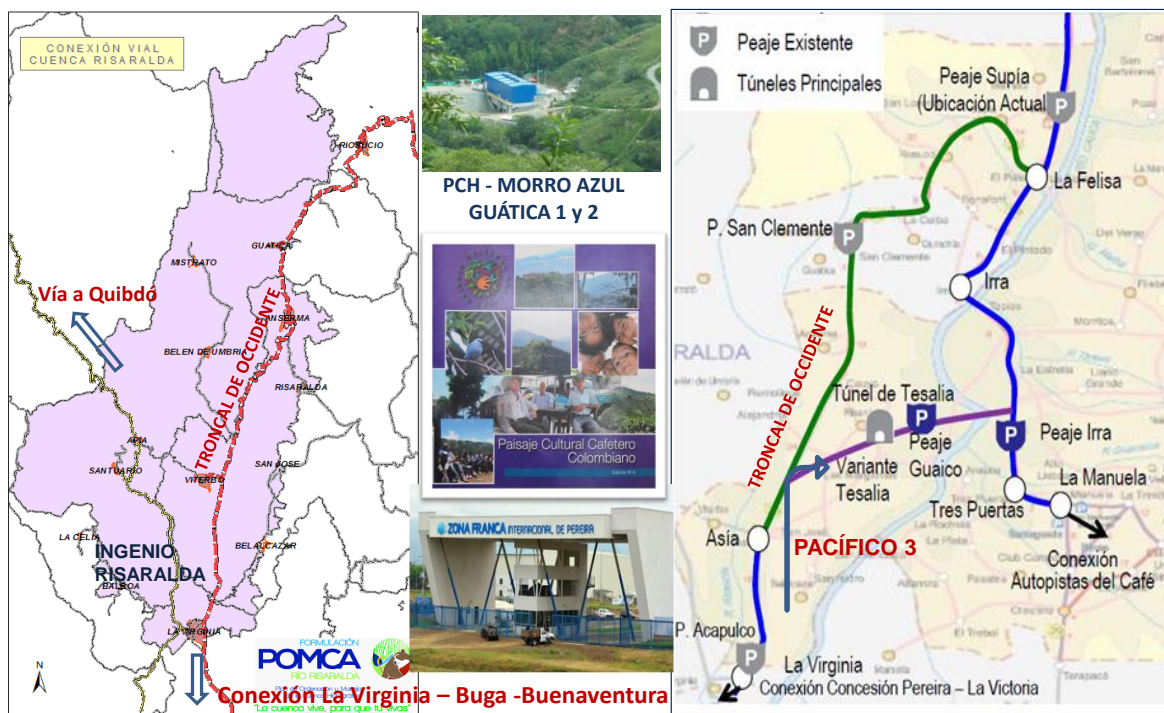 CONEXIÓN VIAL
CUENCA RISARALDA
RIOSUCIO
GUATICA
MISTRATO
Vía a Quibdó
TRONCAL DE OCCIDENTE
ANSERMA
BELEN DE UMBRIA
RISARALDA
APIA
SANTUARIO
SAN JOSE
VITERBO
LA CELIA
INGENIO
RISARALDA
BELALCAZAR
BALBOA
LA VIRGINIA
N
FORMULACIÓN
POMCA
RÍO RISARALDA
"La cuenca vive, para que tú vivas"
Conexión La Virginia – Buga -Buenaventura
PCH - MORRO AZUL
GUÁTICA 1 y 2
Paisaje Cultural Cafetero
Colombiano
ZONA FRANCA INTERNACIONAL DE PEREIRA
P Peaje Existente
Túneles Principales
Peaje Supía
(Ubicación Actual)
P
La Felisa
P. San Clemente
P
San Clemente
Irra
TRONCAL DE OCCIDENTE
RALDA
Túnel de Tesalia
P
Peaje
Guaico
P
Peaje Irra
Variante
Tesalia
La Manuela
Tres Puertas
Asía
PACÍFICO 3
Conexión
Autopistas del Café
P. Acapulco
P
La Virginia
Conexión Concesión Pereira – La Victoria